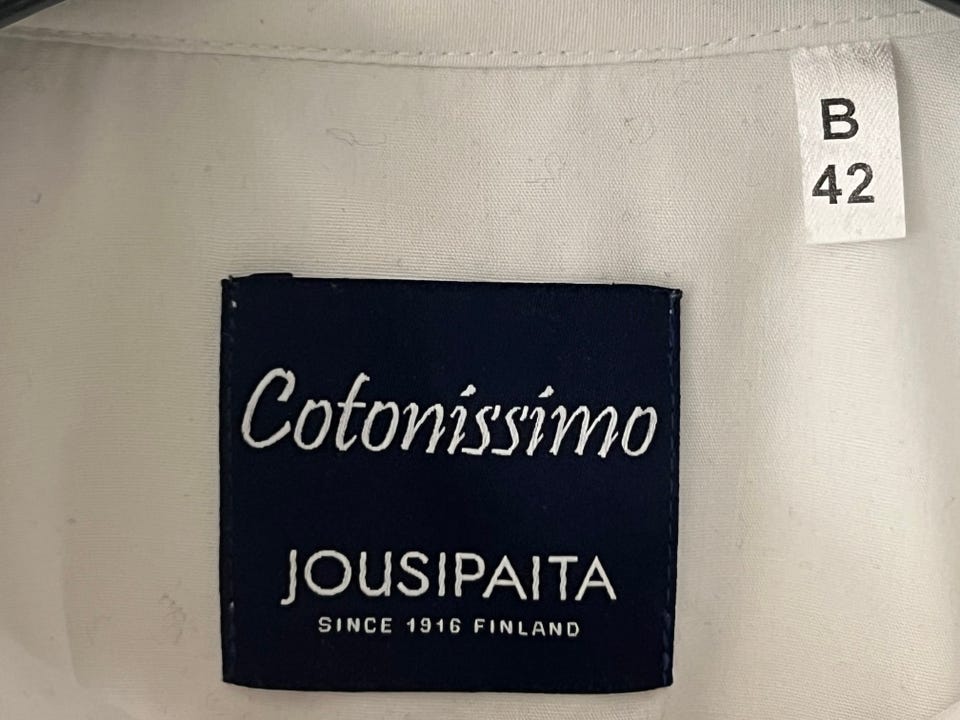 B
42
Cotonissimo
JOUSIPAITA
SINCE 1916 FINLAND